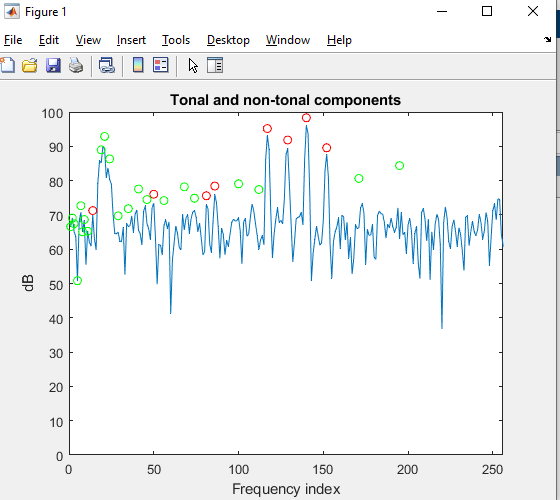 Figure 1
File Edit View Insert Tools Desktop Window Help
Tonal and non-tonal components
100
90
80
70
60
50
40
30
20
10
0
dB
0 50 100 150 200 250
Frequency index